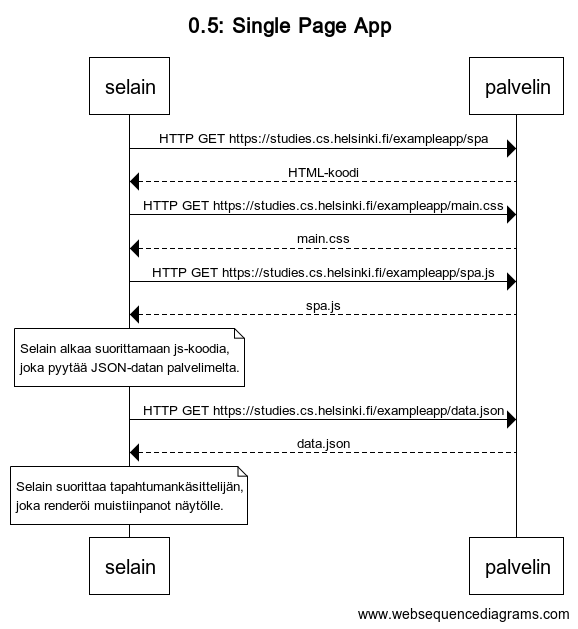 0.5: Single Page App
selain
palvelin
HTTP GET https://studies.cs.helsinki.fi/exampleapp/spa
HTML-koodi
HTTP GET https://studies.cs.helsinki.fi/exampleapp/main.css
main.css
HTTP GET https://studies.cs.helsinki.fi/exampleapp/spa.js
spa.js
Selain alkaa suorittamaan js-koodia,
joka pyytää JSON-datan palvelimelta.
HTTP GET https://studies.cs.helsinki.fi/exampleapp/data.json
data.json
Selain suorittaa tapahtumankäsittelijän,
joka renderöi muistiinpanot näytölle.
selain
palvelin
www.websequencediagrams.com